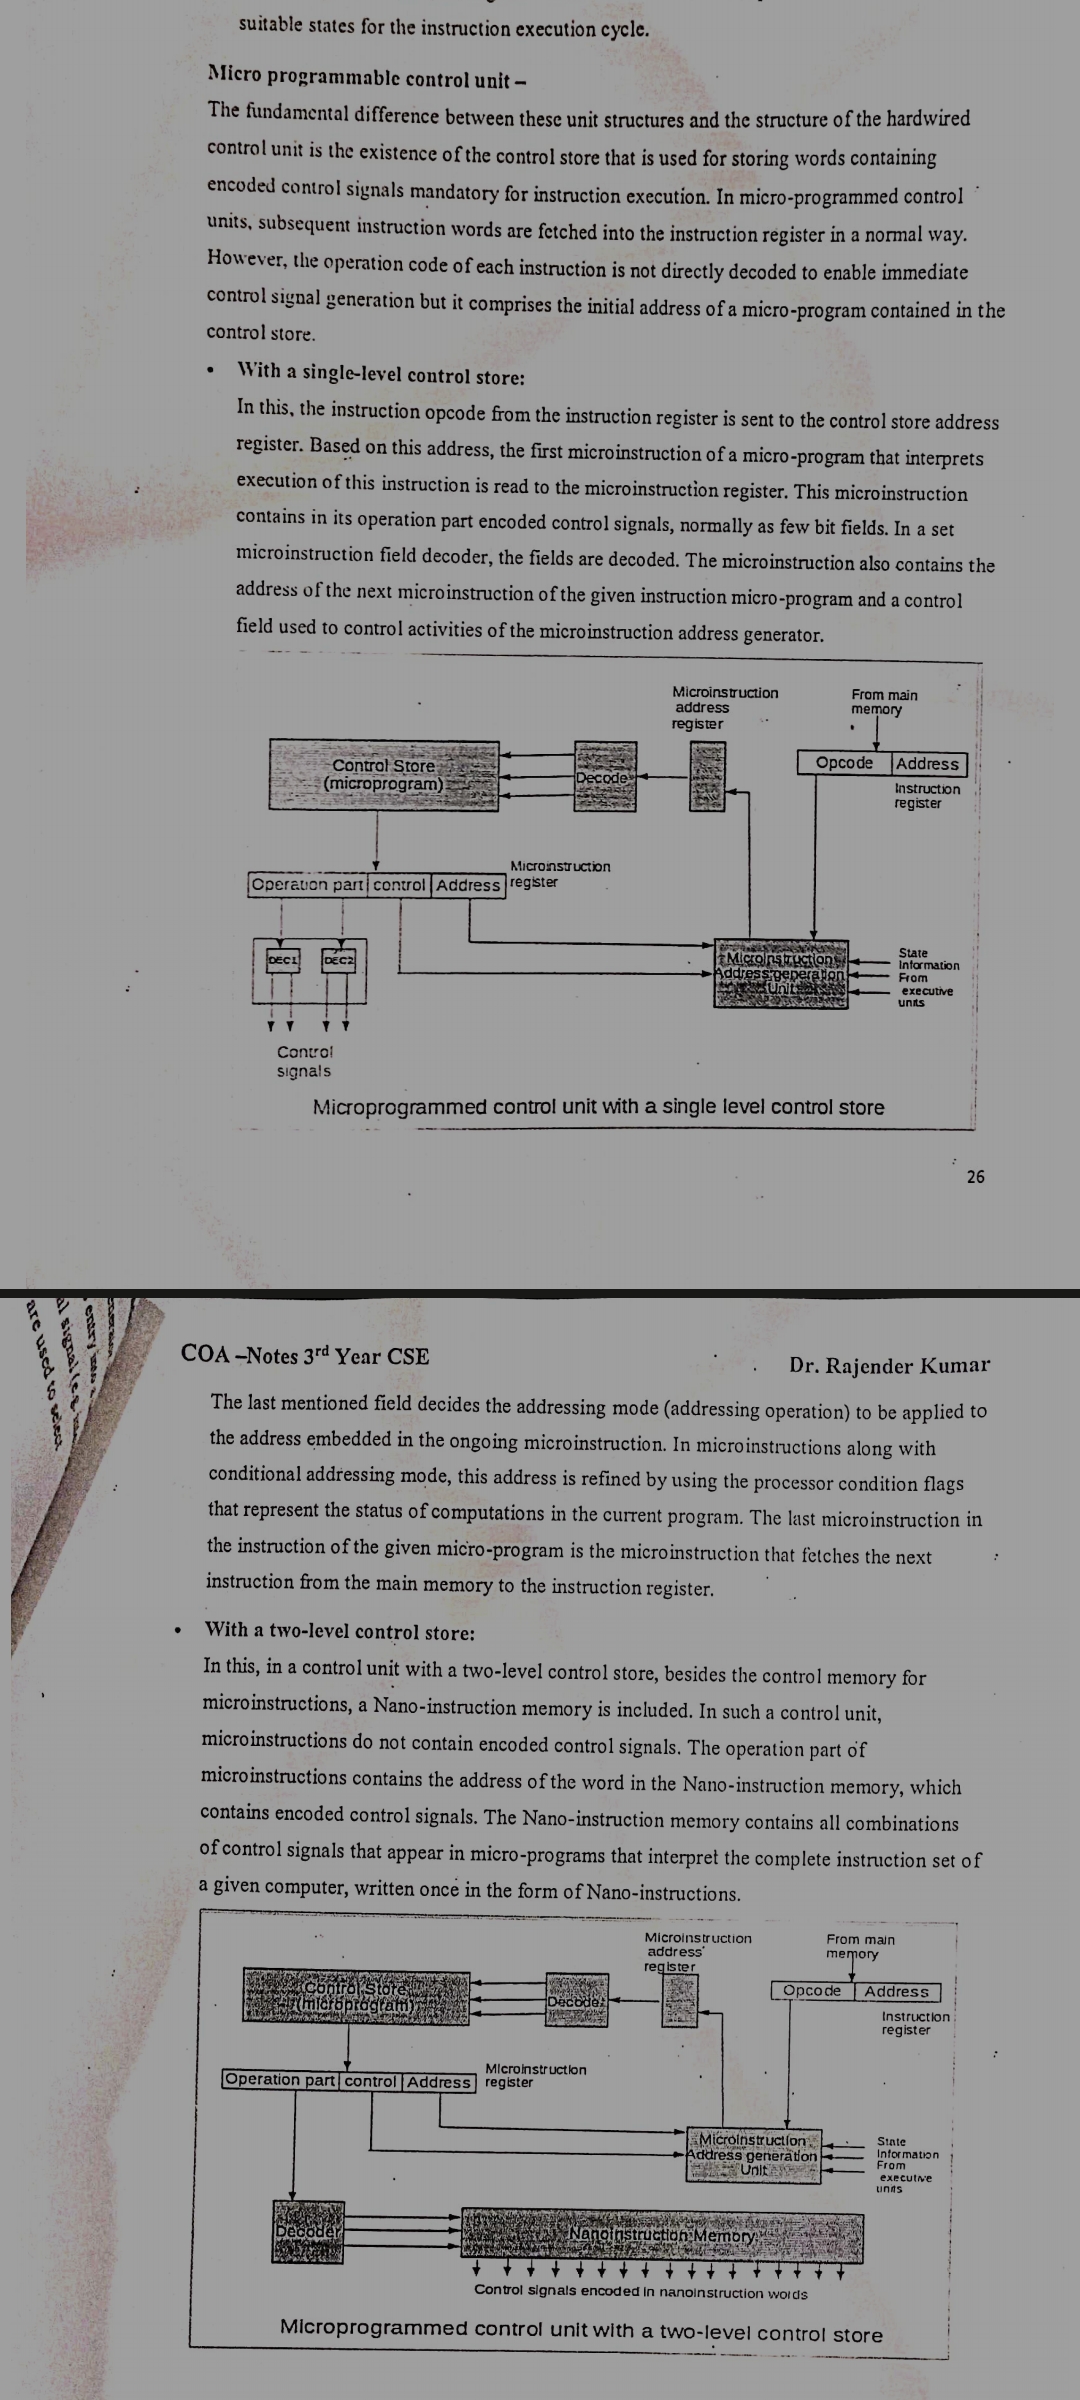 suitable states for the instruction execution cycle.
Micro programmable control unit –
The fundamental difference between these unit structures and the structure of the hardwired
control unit is the existence of the control store that is used for storing words containing
encoded control signals mandatory for instruction execution. In micro-programmed control
units, subsequent instruction words are fetched into the instruction register in a normal way.
However, the operation code of each instruction is not directly decoded to enable immediate
control signal generation but it comprises the initial address of a micro-program contained in the
control store.
• With a single-level control store:
In this, the instruction opcode from the instruction register is sent to the control store address
register. Based on this address, the first microinstruction of a micro-program that interprets
execution of this instruction is read to the microinstruction register. This microinstruction
contains in its operation part encoded control signals, normally as few bit fields. In a set
microinstruction field decoder, the fields are decoded. The microinstruction also contains the
address of the next microinstruction of the given instruction micro-program and a control
field used to control activities of the microinstruction address generator.
Microinstruction
address
register
From main
memory
Control Store
(microprogram)
Decode
Opcode Address
Instruction
register
Operation part control Address
Microinstruction
register
DEC1 DEC2
Microinstruction
Address generation
Unit
State
Information
From
executive
units
Control
signals
Microprogrammed control unit with a single level control store
26
are used to select
al signal (e.g.
entry into a
COA –Notes 3rd Year CSE
Dr. Rajender Kumar
The last mentioned field decides the addressing mode (addressing operation) to be applied to
the address embedded in the ongoing microinstruction. In microinstructions along with
conditional addressing mode, this address is refined by using the processor condition flags
that represent the status of computations in the current program. The last microinstruction in
the instruction of the given micro-program is the microinstruction that fetches the next
instruction from the main memory to the instruction register.
• With a two-level control store:
In this, in a control unit with a two-level control store, besides the control memory for
microinstructions, a Nano-instruction memory is included. In such a control unit,
microinstructions do not contain encoded control signals. The operation part of
microinstructions contains the address of the word in the Nano-instruction memory, which
contains encoded control signals. The Nano-instruction memory contains all combinations
of control signals that appear in micro-programs that interpret the complete instruction set of
a given computer, written once in the form of Nano-instructions.
Microinstruction
address
register
From main
memory
Control Store
(microprogram)
Decode
Opcode Address
Instruction
register
Operation part control Address
Microinstruction
register
Microinstruction
Address generation
Unit
State
Information
From
executive
units
Decoder
Nanoinstruction Memory
Control signals encoded in nanoinstruction words
Microprogrammed control unit with a two-level control store